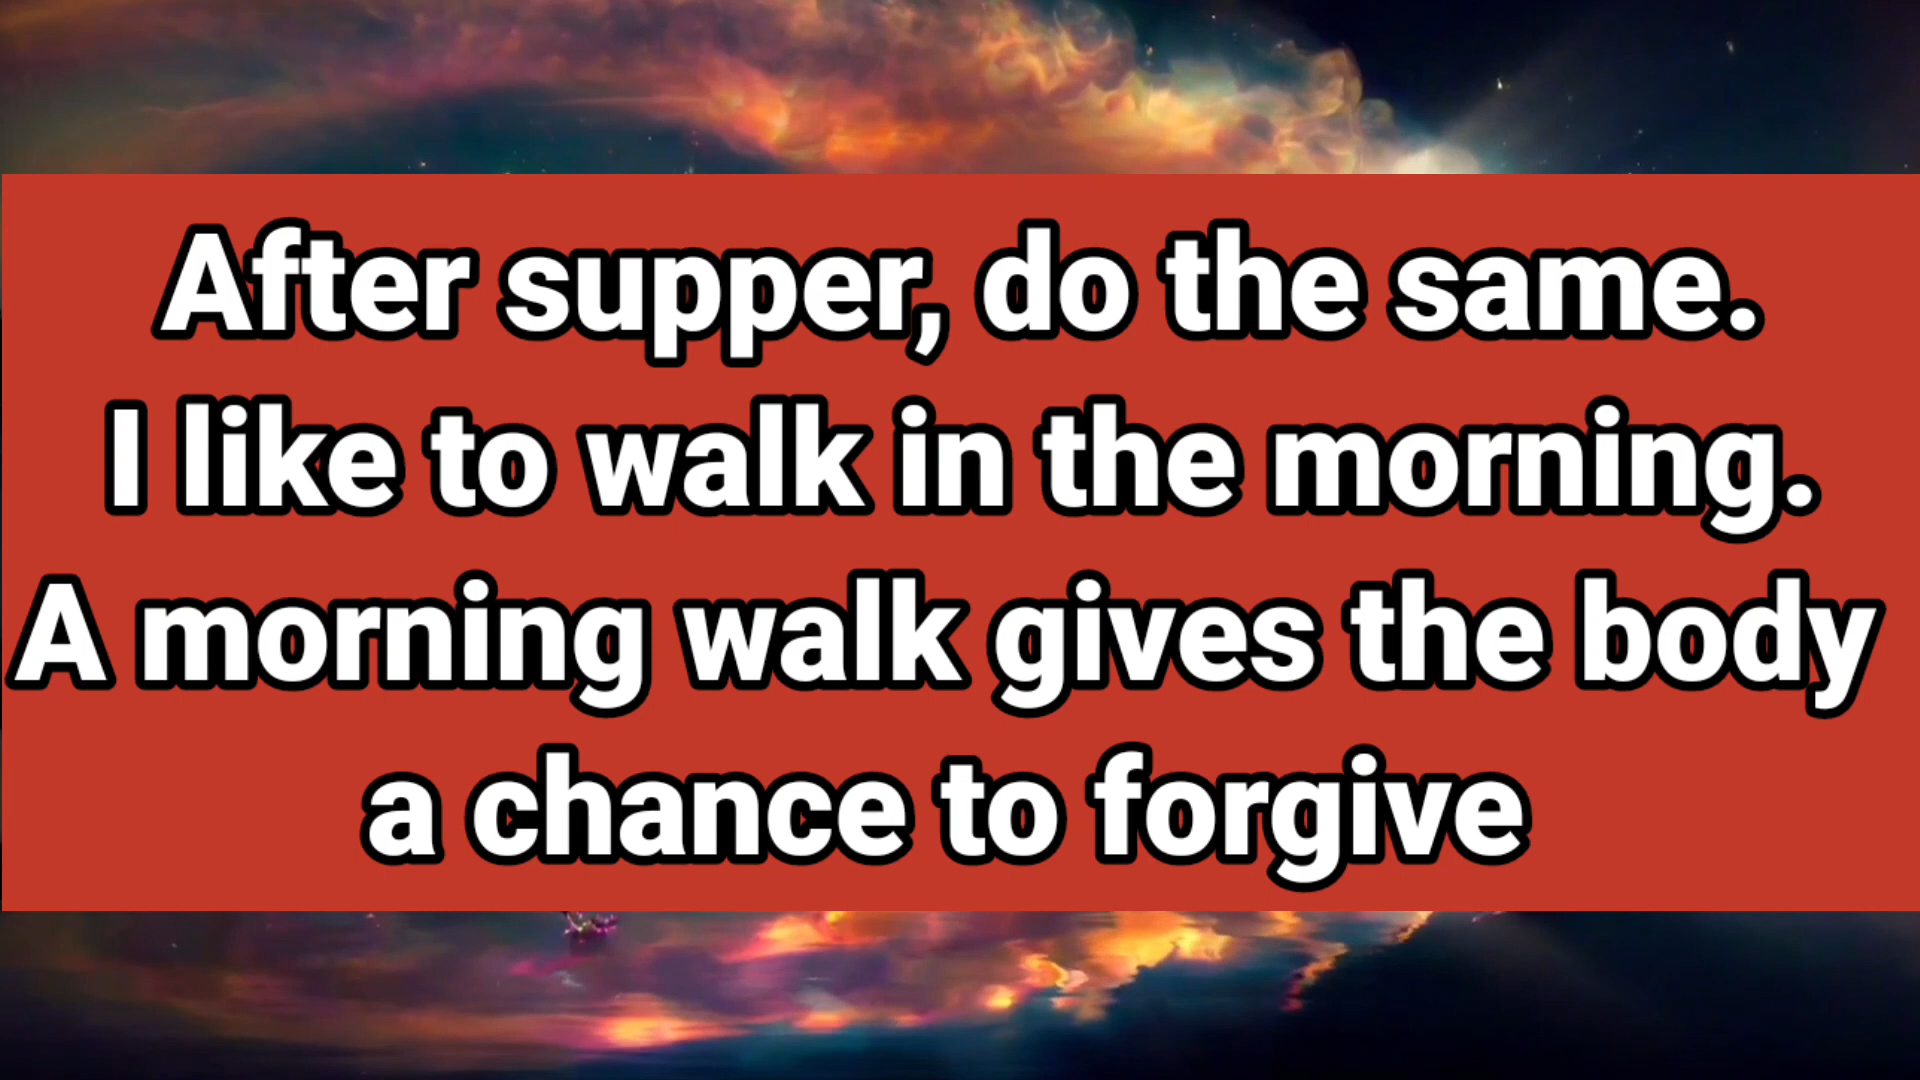 After supper, do the same.
I like to walk in the morning.
A morning walk gives the body
a chance to forgive